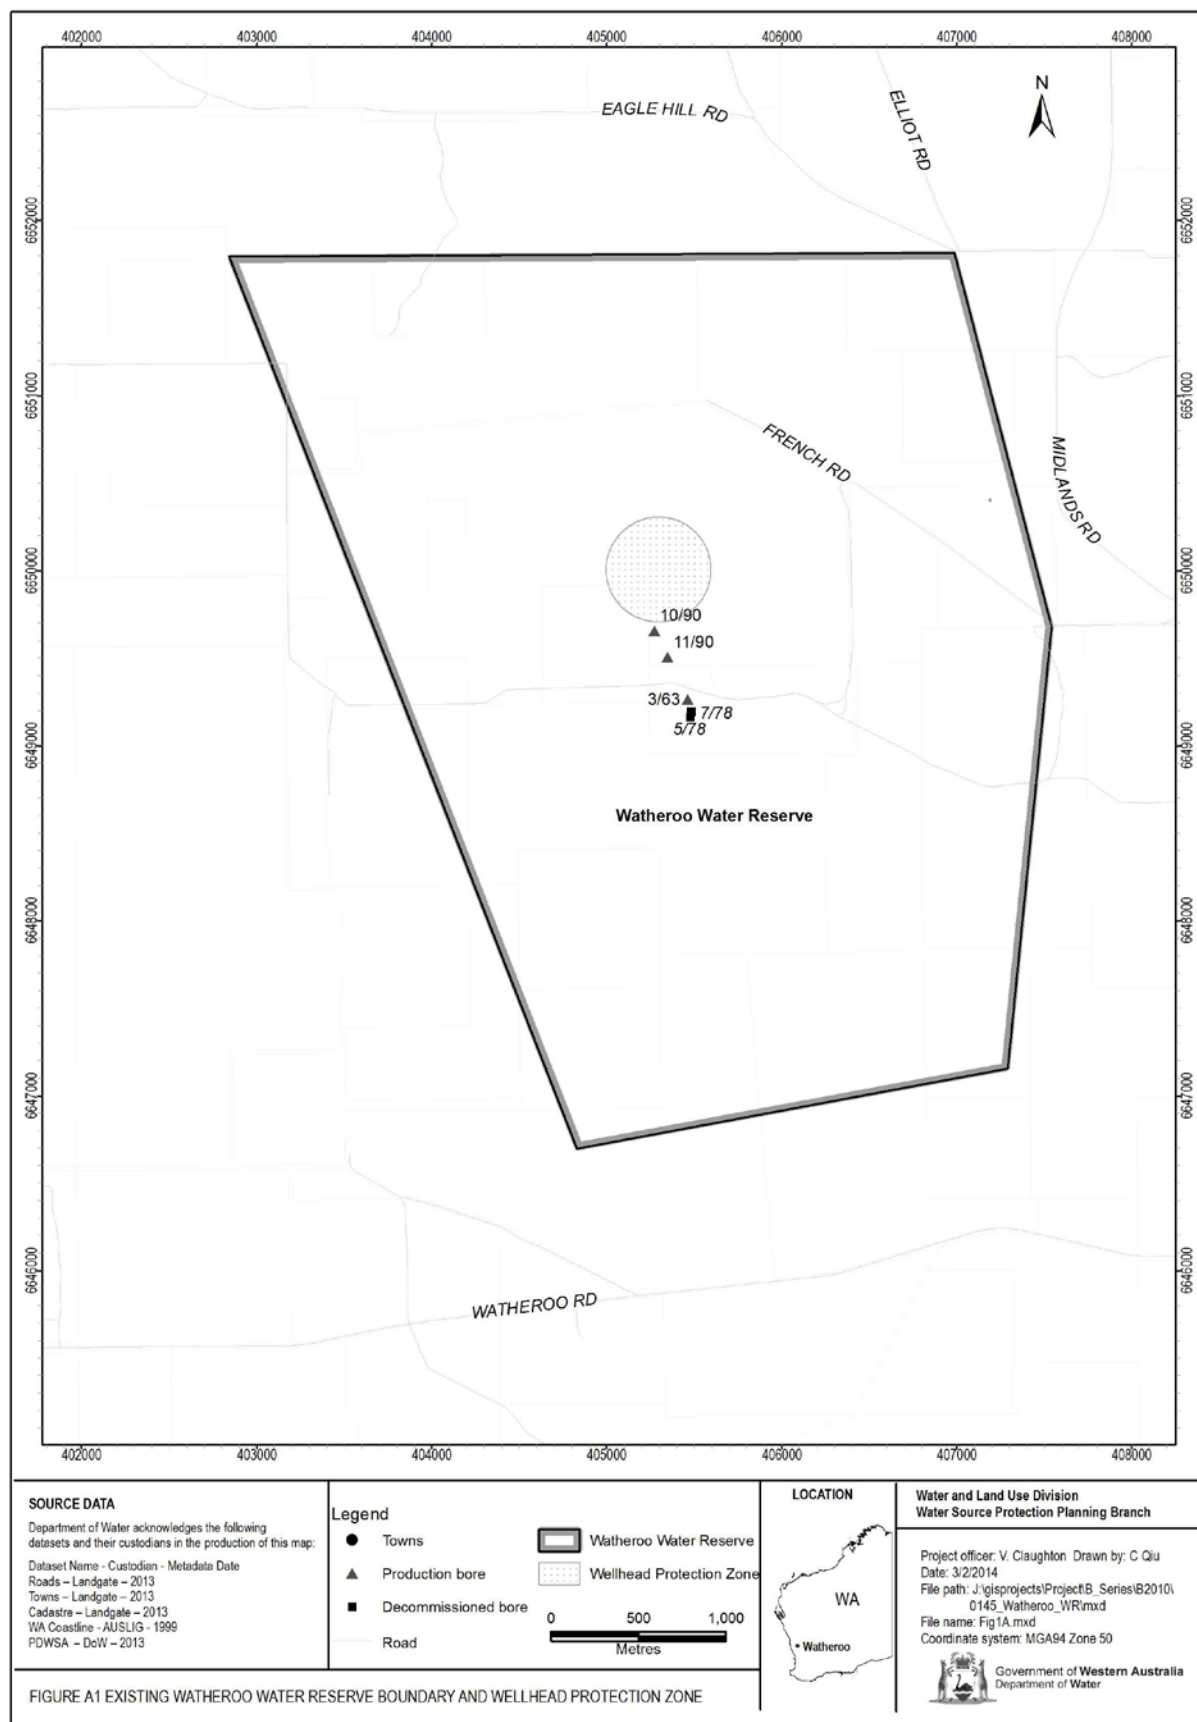 402000 403000 404000 405000 406000 407000 408000
N
EAGLE HILL RD
ELLIOT RD
6652000 6652000
6651000 6651000
FRENCH RD
MIDLANDS RD
6650000 6650000
10/90
11/90
3/63
7/78
5/78
6649000 6649000
Watheroo Water Reserve
6648000 6648000
6647000 6647000
6646000 6646000
WATHEROO RD
402000 403000 404000 405000 406000 407000 408000
SOURCE DATA
Department of Water acknowledges the following
datasets and their custodians in the production of this map:
Dataset Name - Custodian - Metadata Date
Roads – Landgate – 2013
Towns – Landgate – 2013
Cadastre – Landgate – 2013
WA Coastline - AUSLIG - 1999
PDWSA – DoW – 2013
Legend
Towns
Production bore
Decommissioned bore
Road
Watheroo Water Reserve
Wellhead Protection Zone
0 500 1,000
Metres
LOCATION
WA
Watheroo
Water and Land Use Division
Water Source Protection Planning Branch
Project officer: V. Claughton Drawn by: C Qiu
Date: 3/2/2014
File path: J:\gisprojects\Project\B_Series\B2010\
0145_Watheroo_WR\mxd
File name: Fig1A.mxd
Coordinate system: MGA94 Zone 50
Government of Western Australia
Department of Water
FIGURE A1 EXISTING WATHEROO WATER RESERVE BOUNDARY AND WELLHEAD PROTECTION ZONE